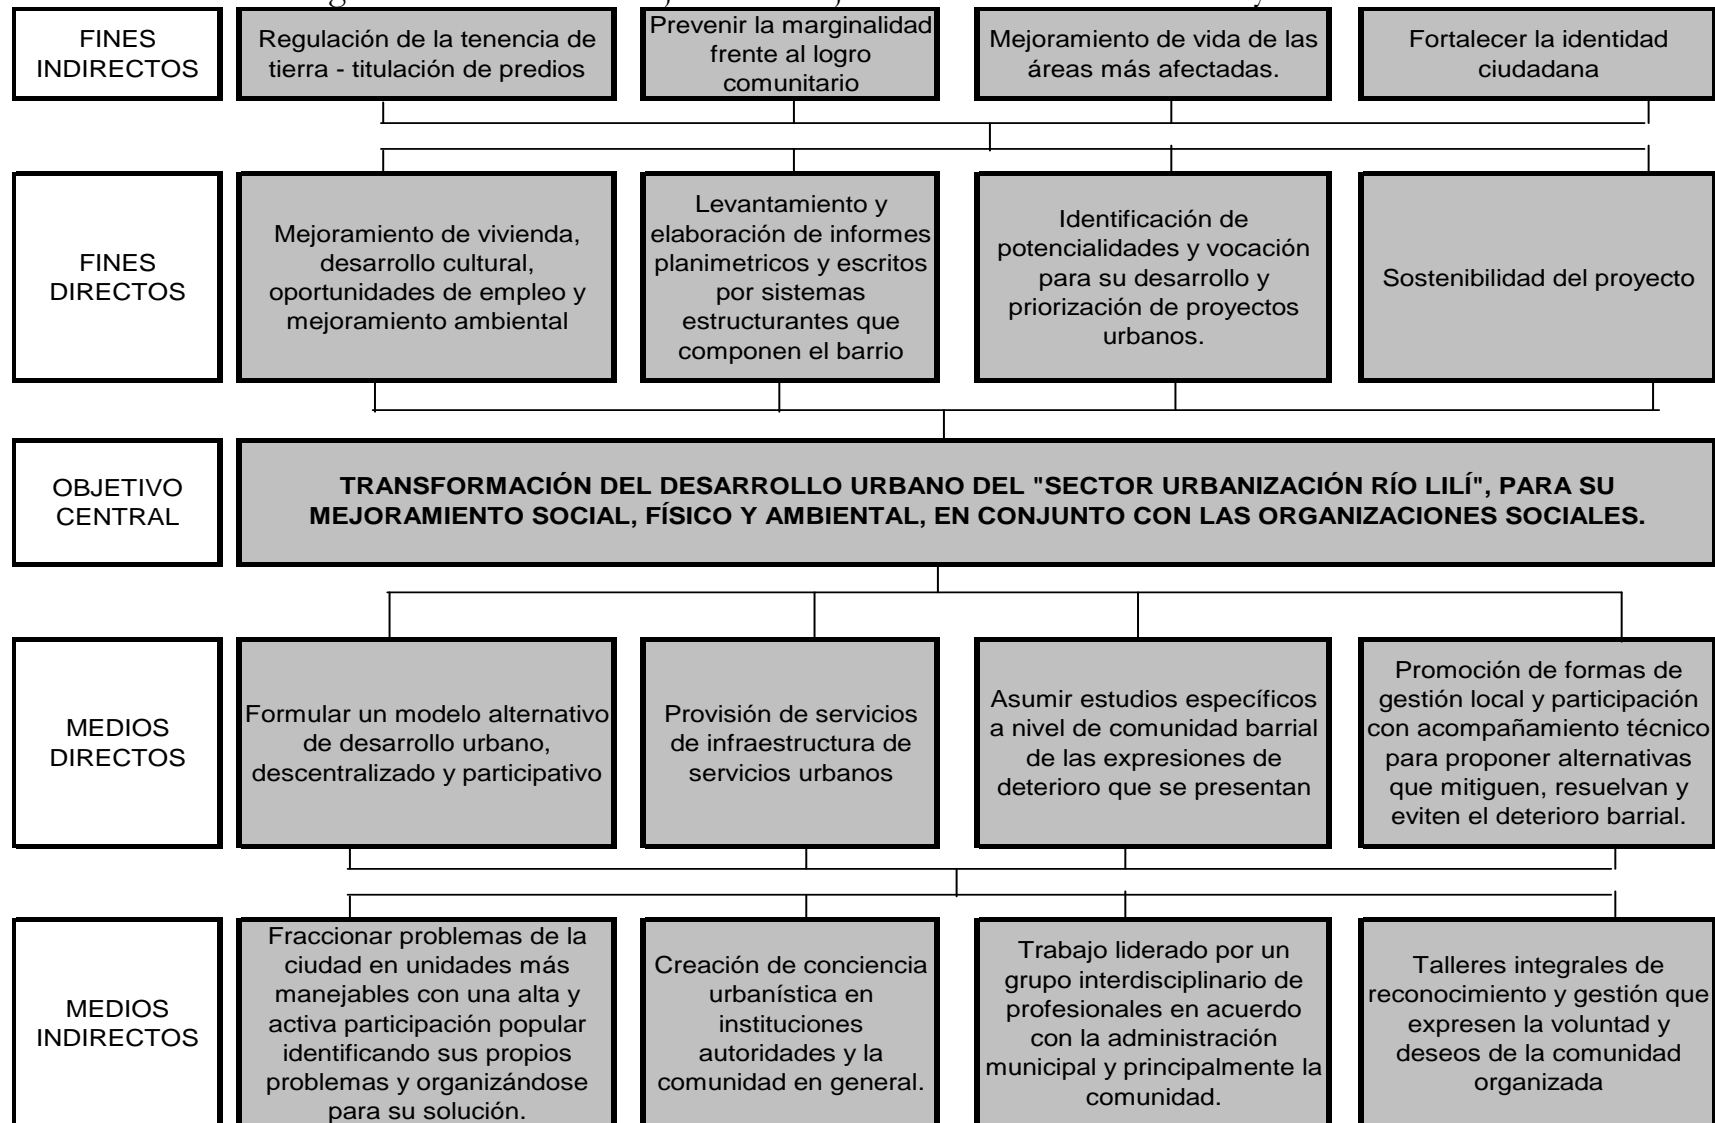 FINES
INDIRECTOS
Regulación de la tenencia de
tierra - titulación de predios
Prevenir la marginalidad
frente al logro
comunitario
Mejoramiento de vida de las
áreas más afectadas.
Fortalecer la identidad
ciudadana
FINES
DIRECTOS
Mejoramiento de vivienda,
desarrollo cultural,
oportunidades de empleo y
mejoramiento ambiental
Levantamiento y
elaboración de informes
planimetricos y escritos
por sistemas
estructurantes que
componen el barrio
Identificación de
potencialidades y vocación
para su desarrollo y
priorización de proyectos
urbanos.
Sostenibilidad del proyecto
OBJETIVO
CENTRAL
TRANSFORMACIÓN DEL DESARROLLO URBANO DEL "SECTOR URBANIZACIÓN RÍO LILÍ", PARA SU
MEJORAMIENTO SOCIAL, FÍSICO Y AMBIENTAL, EN CONJUNTO CON LAS ORGANIZACIONES SOCIALES.
MEDIOS
DIRECTOS
Formular un modelo alternativo
de desarrollo urbano,
descentralizado y participativo
Provisión de servicios
de infraestructura de
servicios urbanos
Asumir estudios específicos
a nivel de comunidad barrial
de las expresiones de
deterioro que se presentan
Promoción de formas de
gestión local y participación
con acompañamiento técnico
para proponer alternativas
que mitiguen, resuelvan y
eviten el deterioro barrial.
MEDIOS
INDIRECTOS
Fraccionar problemas de la
ciudad en unidades más
manejables con una alta y
activa participación popular
identificando sus propios
problemas y organizándose
para su solución.
Creación de conciencia
urbanística en
instituciones
autoridades y la
comunidad en general.
Trabajo liderado por un
grupo interdisciplinario de
profesionales en acuerdo
con la administración
municipal y principalmente la
comunidad.
Talleres integrales de
reconocimiento y gestión que
expresen la voluntad y
deseos de la comunidad
organizada